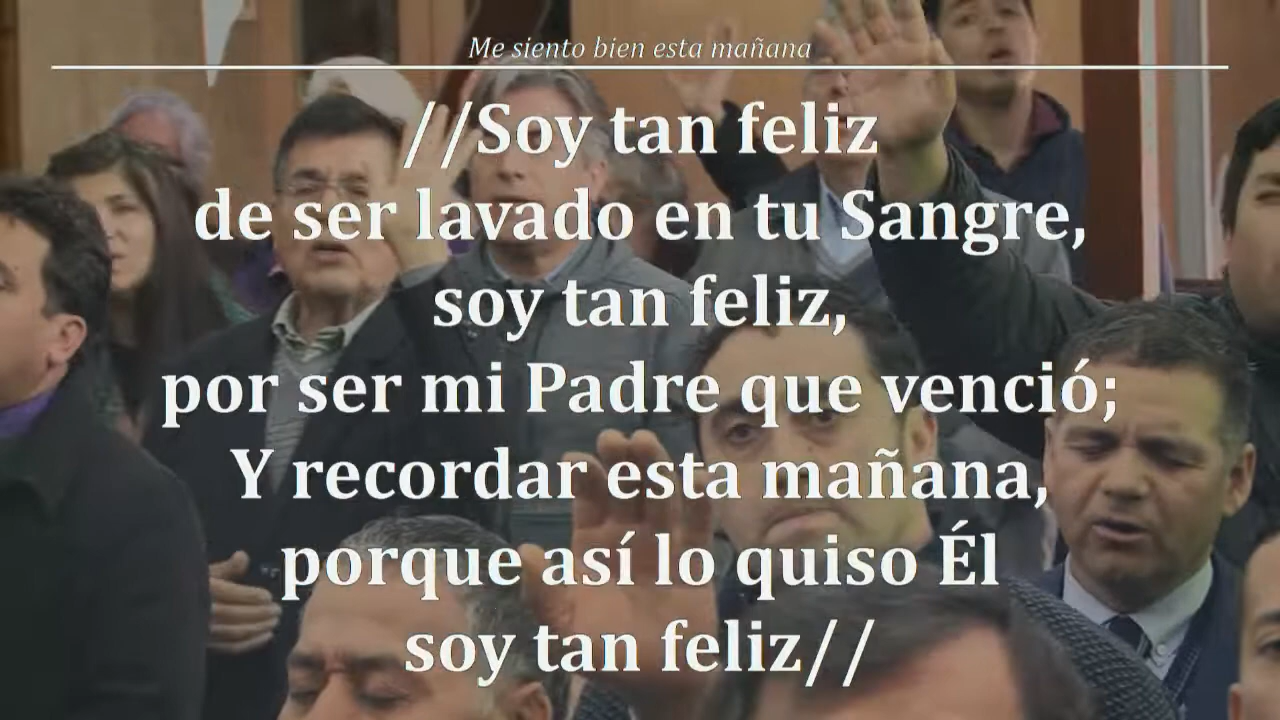 Me siento bien esta mañana
//Soy tan feliz
de ser lavado en tu Sangre,
soy tan feliz,
por ser mi Padre que venció;
Y recordar esta mañana,
porque así lo quiso Él
soy tan feliz//